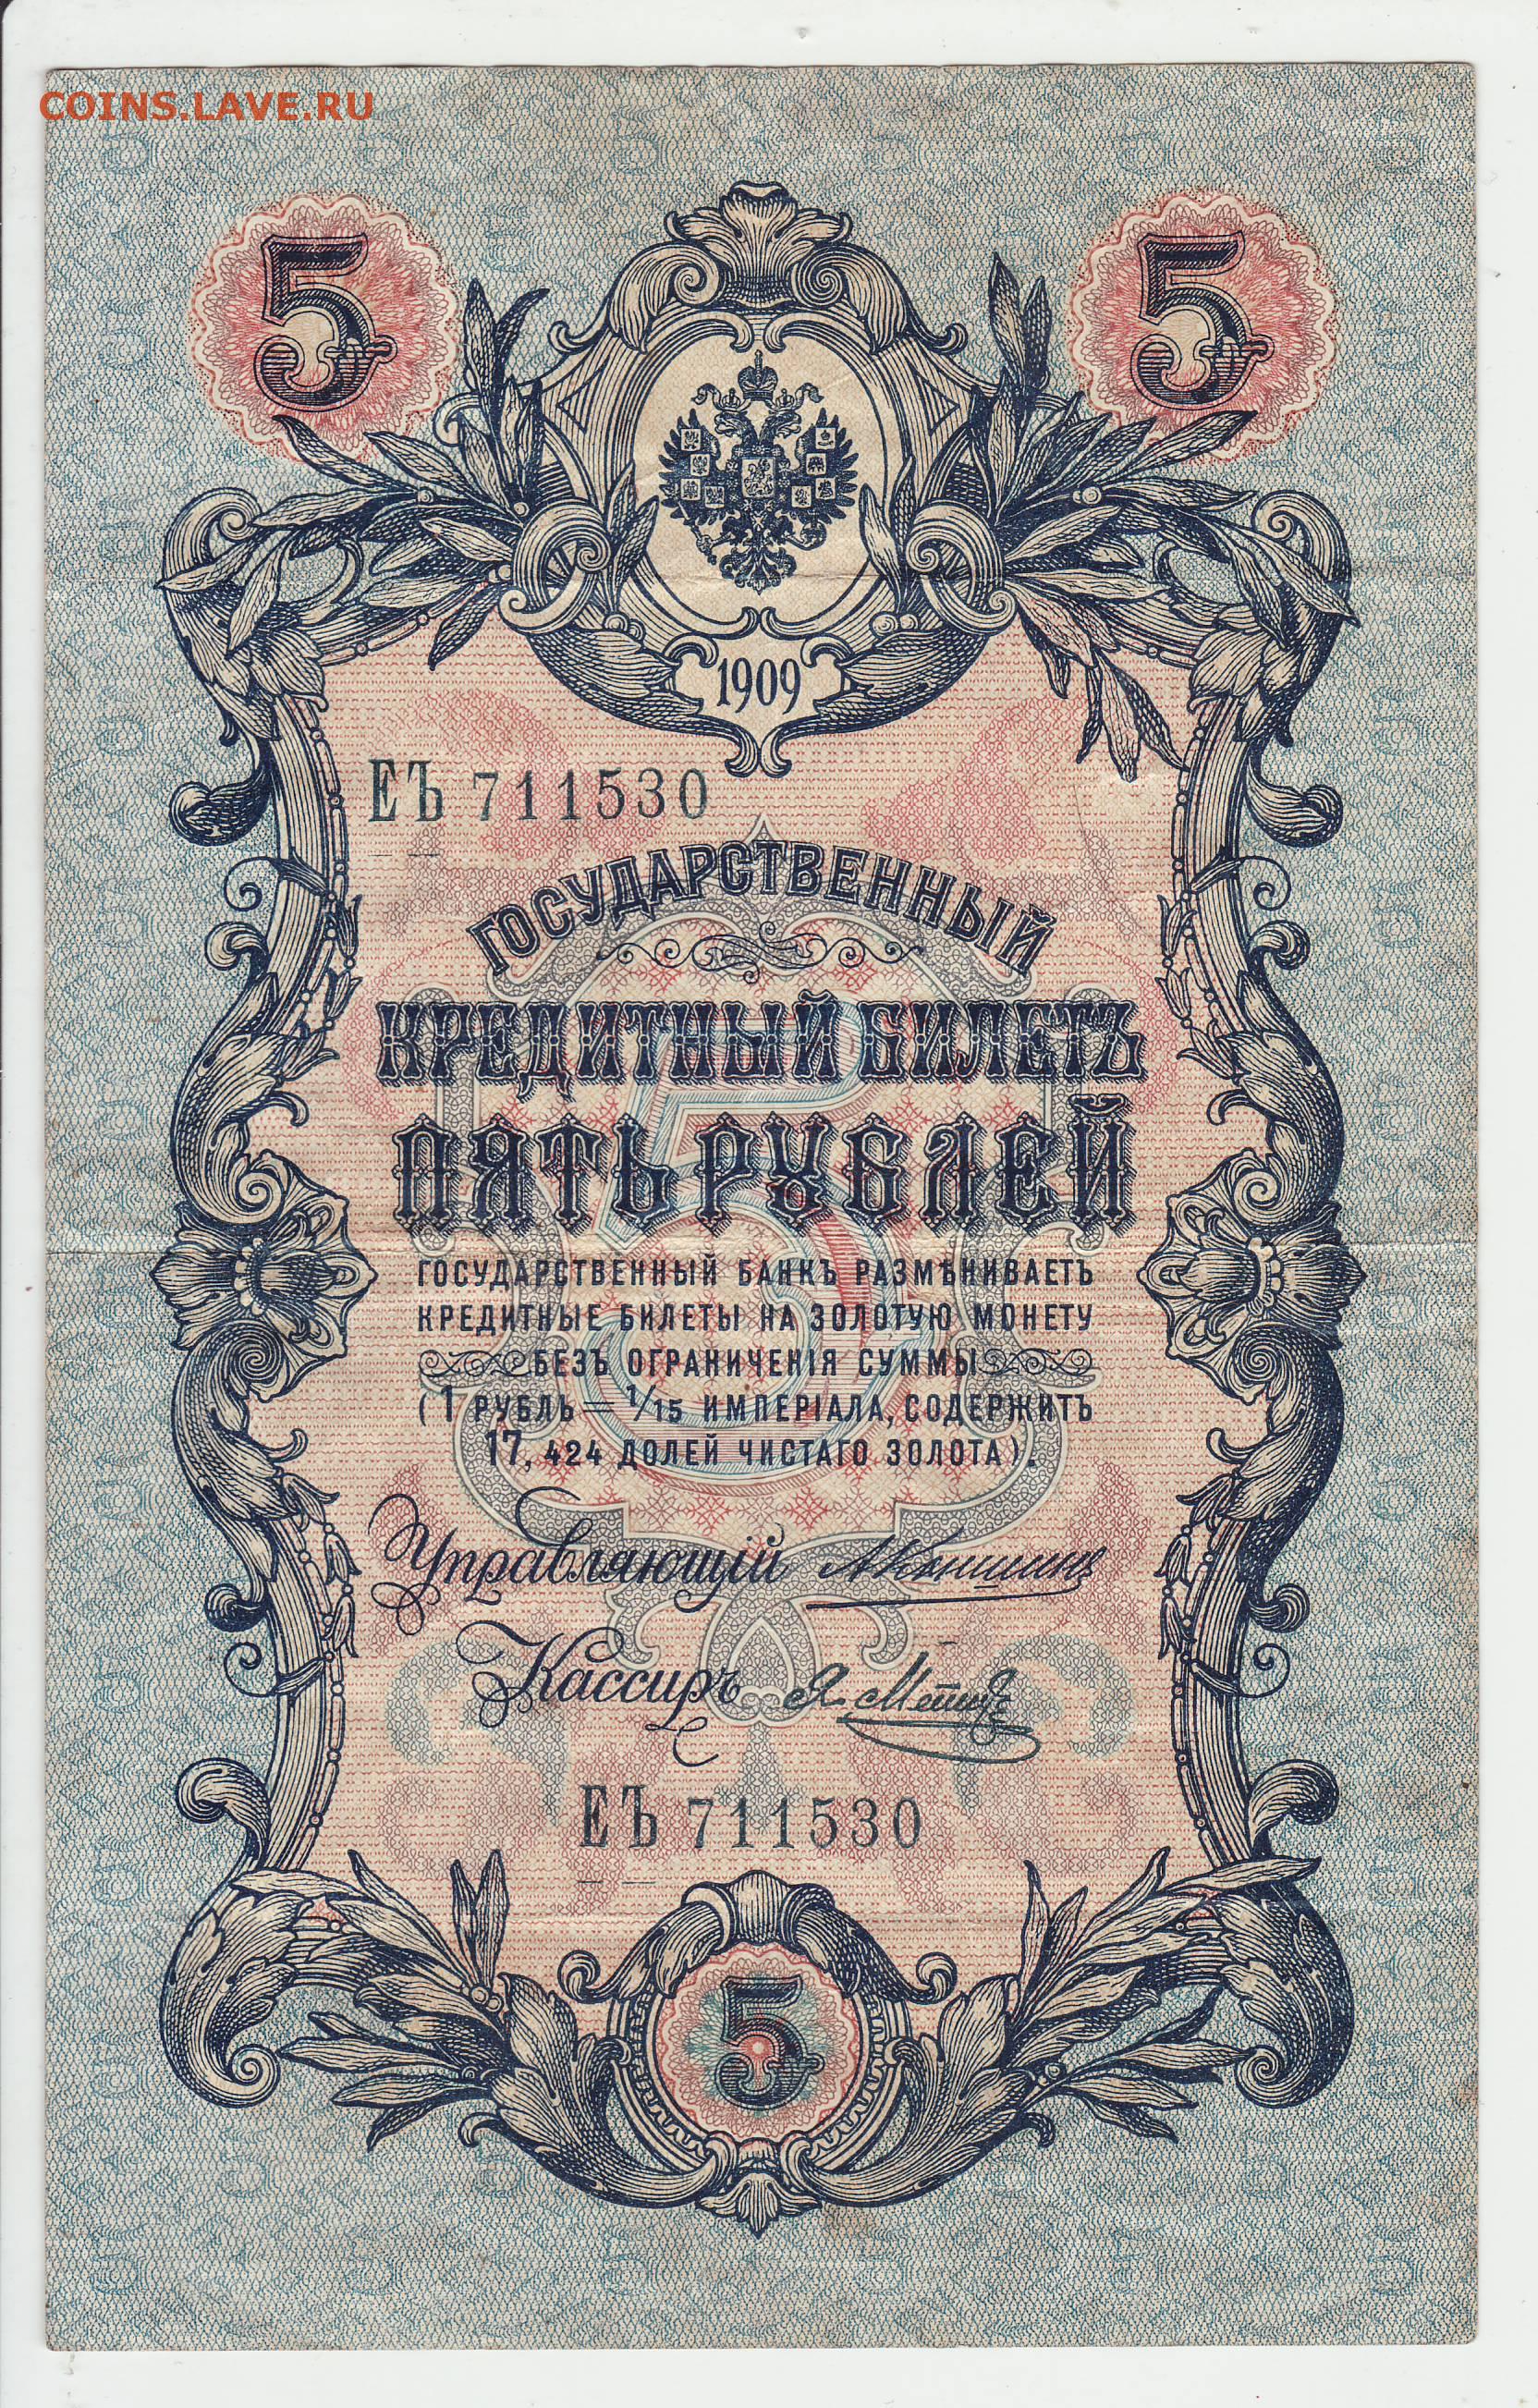 COINS.LAVE.RU
5 5
1909
ЕЪ 711530
ГОСУДАРСТВЕННЫЙ
КРЕДИТНЫЙ БИЛЕТЪ
ПЯТЬ РУБЛЕЙ
ГОСУДАРСТВЕННЫЙ БАНКЪ РАЗМѢНИВАЕТЪ
КРЕДИТНЫЕ БИЛЕТЫ НА ЗОЛОТУЮ МОНЕТУ
БЕЗЪ ОГРАНИЧЕНІЯ СУММЫ
(1 РУБЛЬ = 1/15 ИМПЕРІАЛА, СОДЕРЖИТЪ
17, 424 ДОЛЕЙ ЧИСТАГО ЗОЛОТА).
Управляющій АКоншинъ
Кассиръ
ЕЪ 711530
5